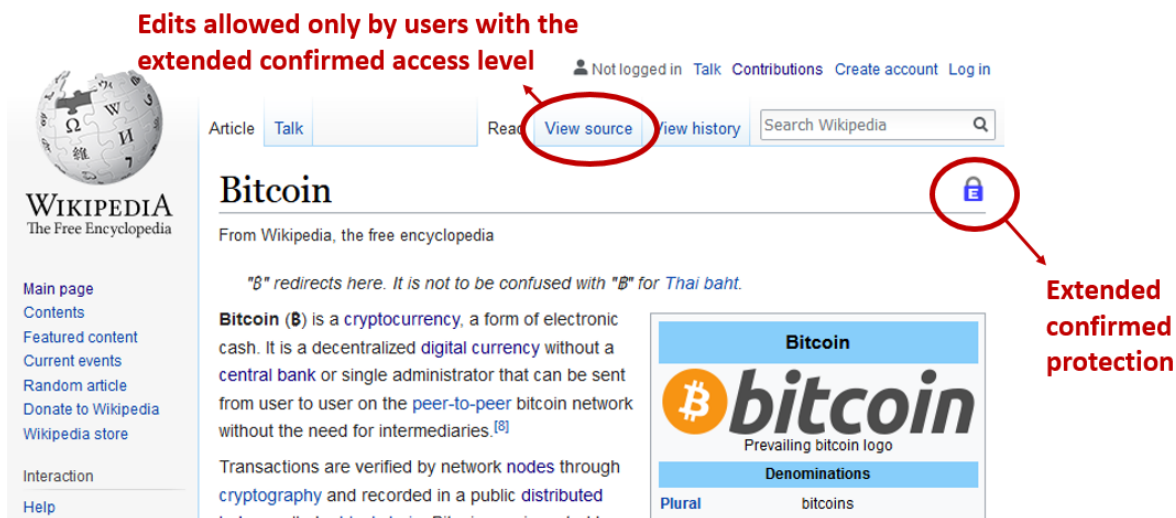 Edits allowed only by users with the
extended confirmed access level
Not logged in Talk Contributions Create account Log in
Article Talk Read View source View history Search Wikipedia
Ω W И 維 7
WIKIPEDIA
The Free Encyclopedia
Bitcoin
E
From Wikipedia, the free encyclopedia
"₿" redirects here. It is not to be confused with "฿" for Thai baht.
Main page
Contents
Featured content
Current events
Random article
Donate to Wikipedia
Wikipedia store
Interaction
Help
Bitcoin (₿) is a cryptocurrency, a form of electronic
cash. It is a decentralized digital currency without a
central bank or single administrator that can be sent
from user to user on the peer-to-peer bitcoin network
without the need for intermediaries.[8]
Transactions are verified by network nodes through
cryptography and recorded in a public distributed
Bitcoin
₿ bitcoin
Prevailing bitcoin logo
Denominations
Plural bitcoins
Extended
confirmed
protection